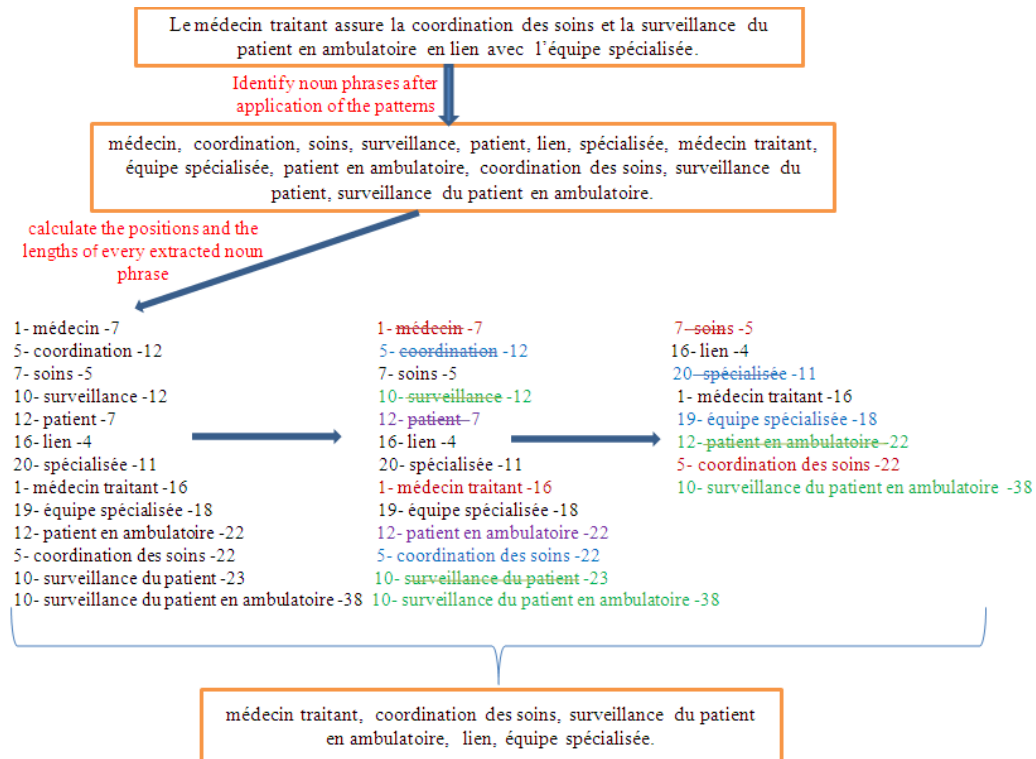 Le médecin traitant assure la coordination des soins et la surveillance du
patient en ambulatoire en lien avec l'équipe spécialisée.
Identify noun phrases after
application of the patterns
médecin, coordination, soins, surveillance, patient, lien, spécialisée, médecin traitant,
équipe spécialisée, patient en ambulatoire, coordination des soins, surveillance du
patient, surveillance du patient en ambulatoire.
calculate the positions and the
lengths of every extracted noun
phrase
1- médecin -7
5- coordination -12
7- soins -5
10- surveillance -12
12- patient -7
16- lien -4
20- spécialisée -11
1- médecin traitant -16
19- équipe spécialisée -18
12- patient en ambulatoire -22
5- coordination des soins -22
10- surveillance du patient -23
10- surveillance du patient en ambulatoire -38
1- médecin -7
5- coordination -12
7- soins -5
10- surveillance -12
12- patient -7
16- lien -4
20- spécialisée -11
1- médecin traitant -16
19- équipe spécialisée -18
12- patient en ambulatoire -22
5- coordination des soins -22
10- surveillance du patient -23
10- surveillance du patient en ambulatoire -38
7- soins -5
16- lien -4
20- spécialisée -11
1- médecin traitant -16
19- équipe spécialisée -18
12- patient en ambulatoire -22
5- coordination des soins -22
10- surveillance du patient en ambulatoire -38
médecin traitant, coordination des soins, surveillance du patient
en ambulatoire, lien, équipe spécialisée.